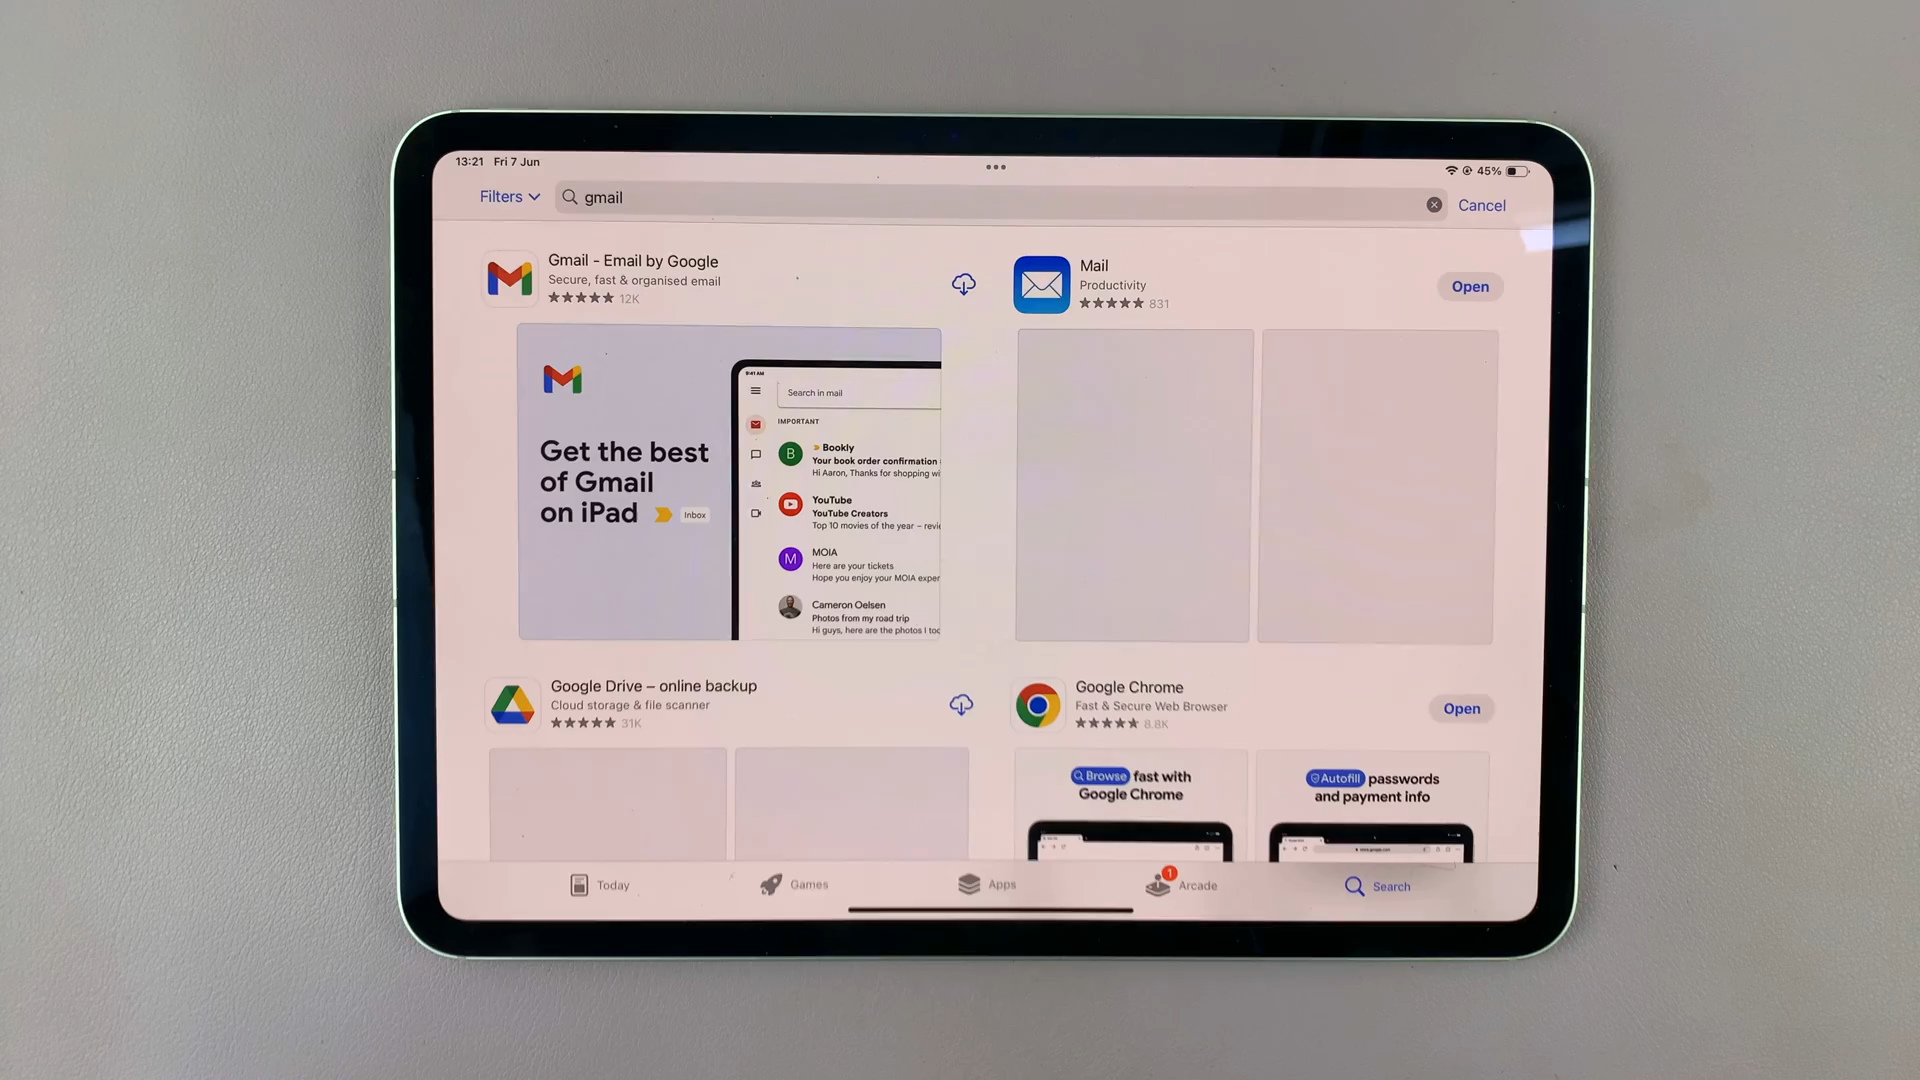 13:21 Fri 7 Jun
45%
Filters
gmail
Cancel
Gmail - Email by Google
Secure, fast & organised email
12K
Mail
Productivity
831
Open
Get the best
of Gmail
on iPad
Inbox
9:41 AM
Search in mail
IMPORTANT
B
Bookly
Your book order confirmation
Hi Aaron, Thanks for shopping wi
YouTube
YouTube Creators
Top 10 movies of the year – revie
M
MOIA
Here are your tickets
Hope you enjoy your MOIA exper
Cameron Oelsen
Photos from my road trip
Hi guys, here are the photos I too
Google Drive – online backup
Cloud storage & file scanner
31K
Google Chrome
Fast & Secure Web Browser
8.8K
Open
Browse fast with
Google Chrome
Autofill passwords
and payment info
Today
Games
Apps
1
Arcade
Search